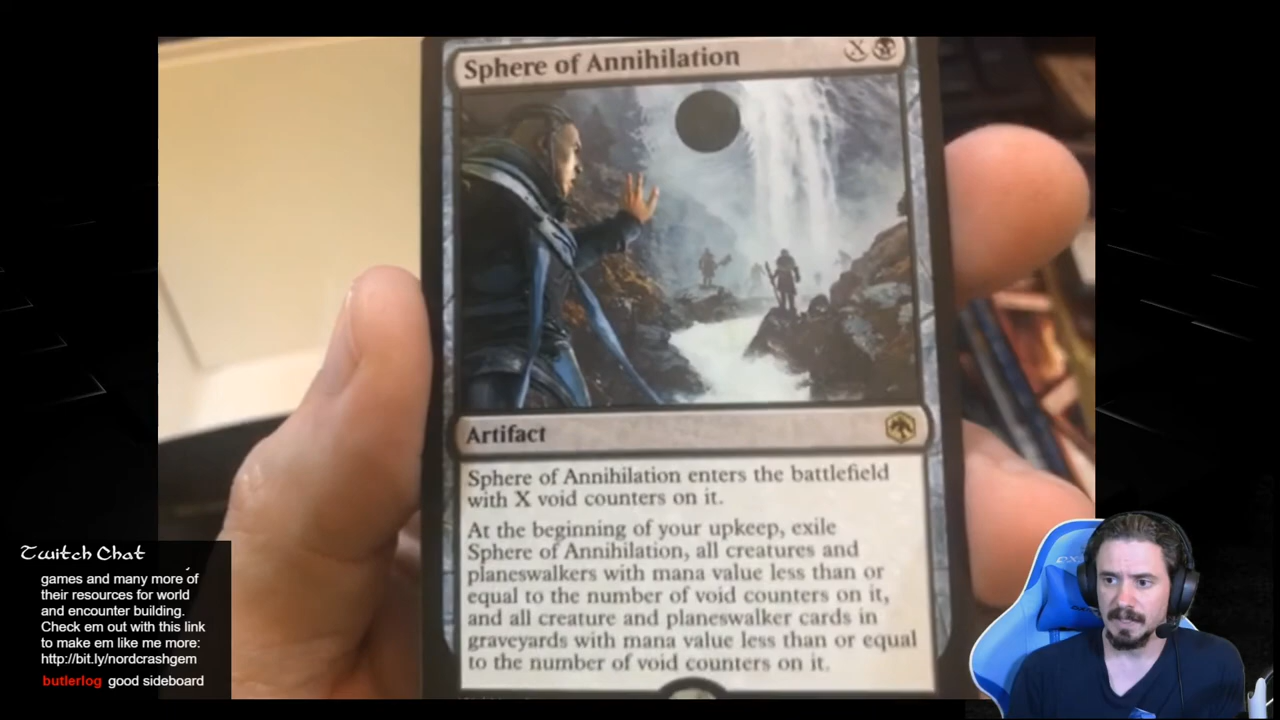 Sphere of Annihilation
X
Artifact
Sphere of Annihilation enters the battlefield
with X void counters on it.
At the beginning of your upkeep, exile
Sphere of Annihilation, all creatures and
planeswalkers with mana value less than or
equal to the number of void counters on it,
and all creature and planeswalker cards in
graveyards with mana value less than or equal
to the number of void counters on it.
Twitch Chat
games and many more of
their resources for world
and encounter building.
Check em out with this link
to make em like me more:
http://bit.ly/nordcrashgem
butlerlog good sideboard